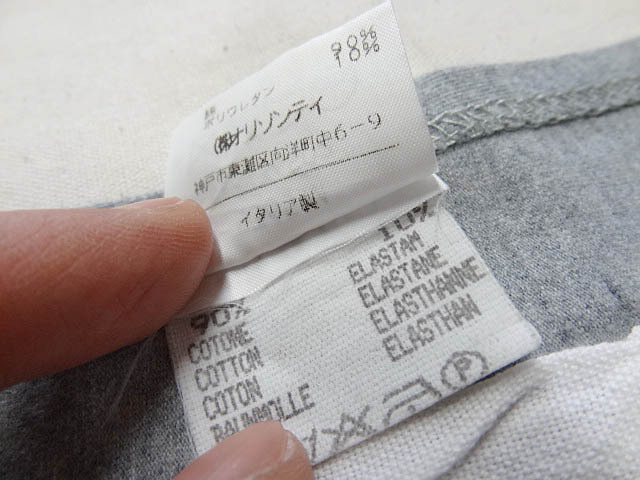 綿 90%
ポリウレタン 10%
㈱オリゾンティ
神戸市東灘区向洋町中6-9
イタリア製
90%
COTONE
COTTON
COTON
BAUMWOLLE
10%
ELASTAM
ELASTANE
ELASTHANNE
ELASTHAN
P